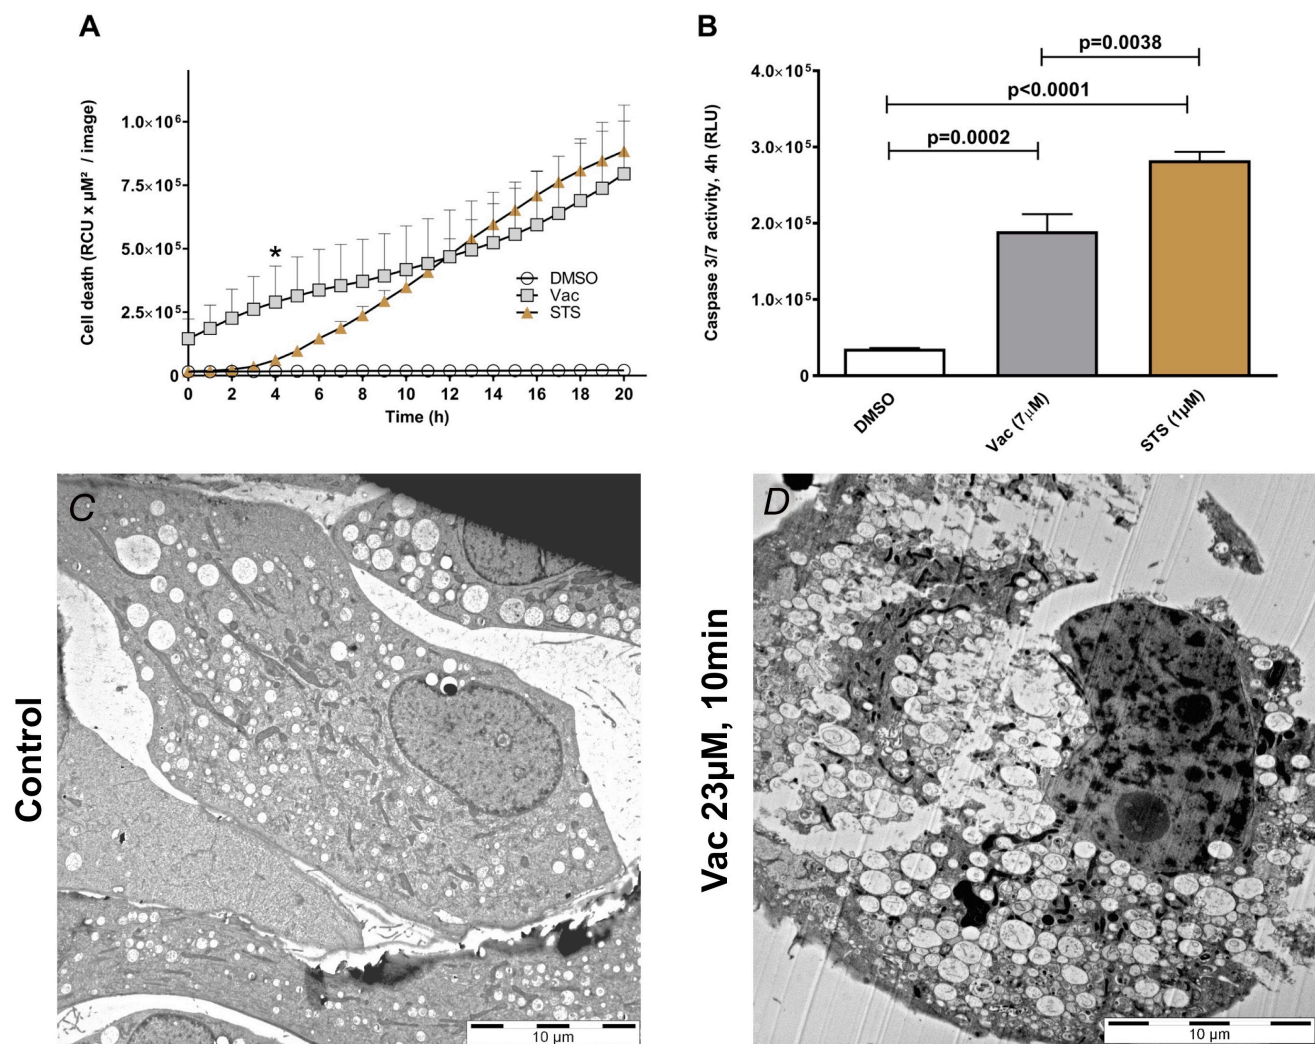 A
Cell death (RCU x µM² / image)
1.0×10⁶
7.5×10⁵
5.0×10⁵
2.5×10⁵
0
*
DMSO
Vac
STS
0 2 4 6 8 10 12 14 16 18 20
Time (h)
B
Caspase 3/7 activity, 4h (RLU)
4.0×10⁵
3.0×10⁵
2.0×10⁵
1.0×10⁵
0
p=0.0038
p<0.0001
p=0.0002
DMSO
Vac (7µM)
STS (1µM)
Control
C
10 µm
Vac 23µM, 10min
D
10 µm